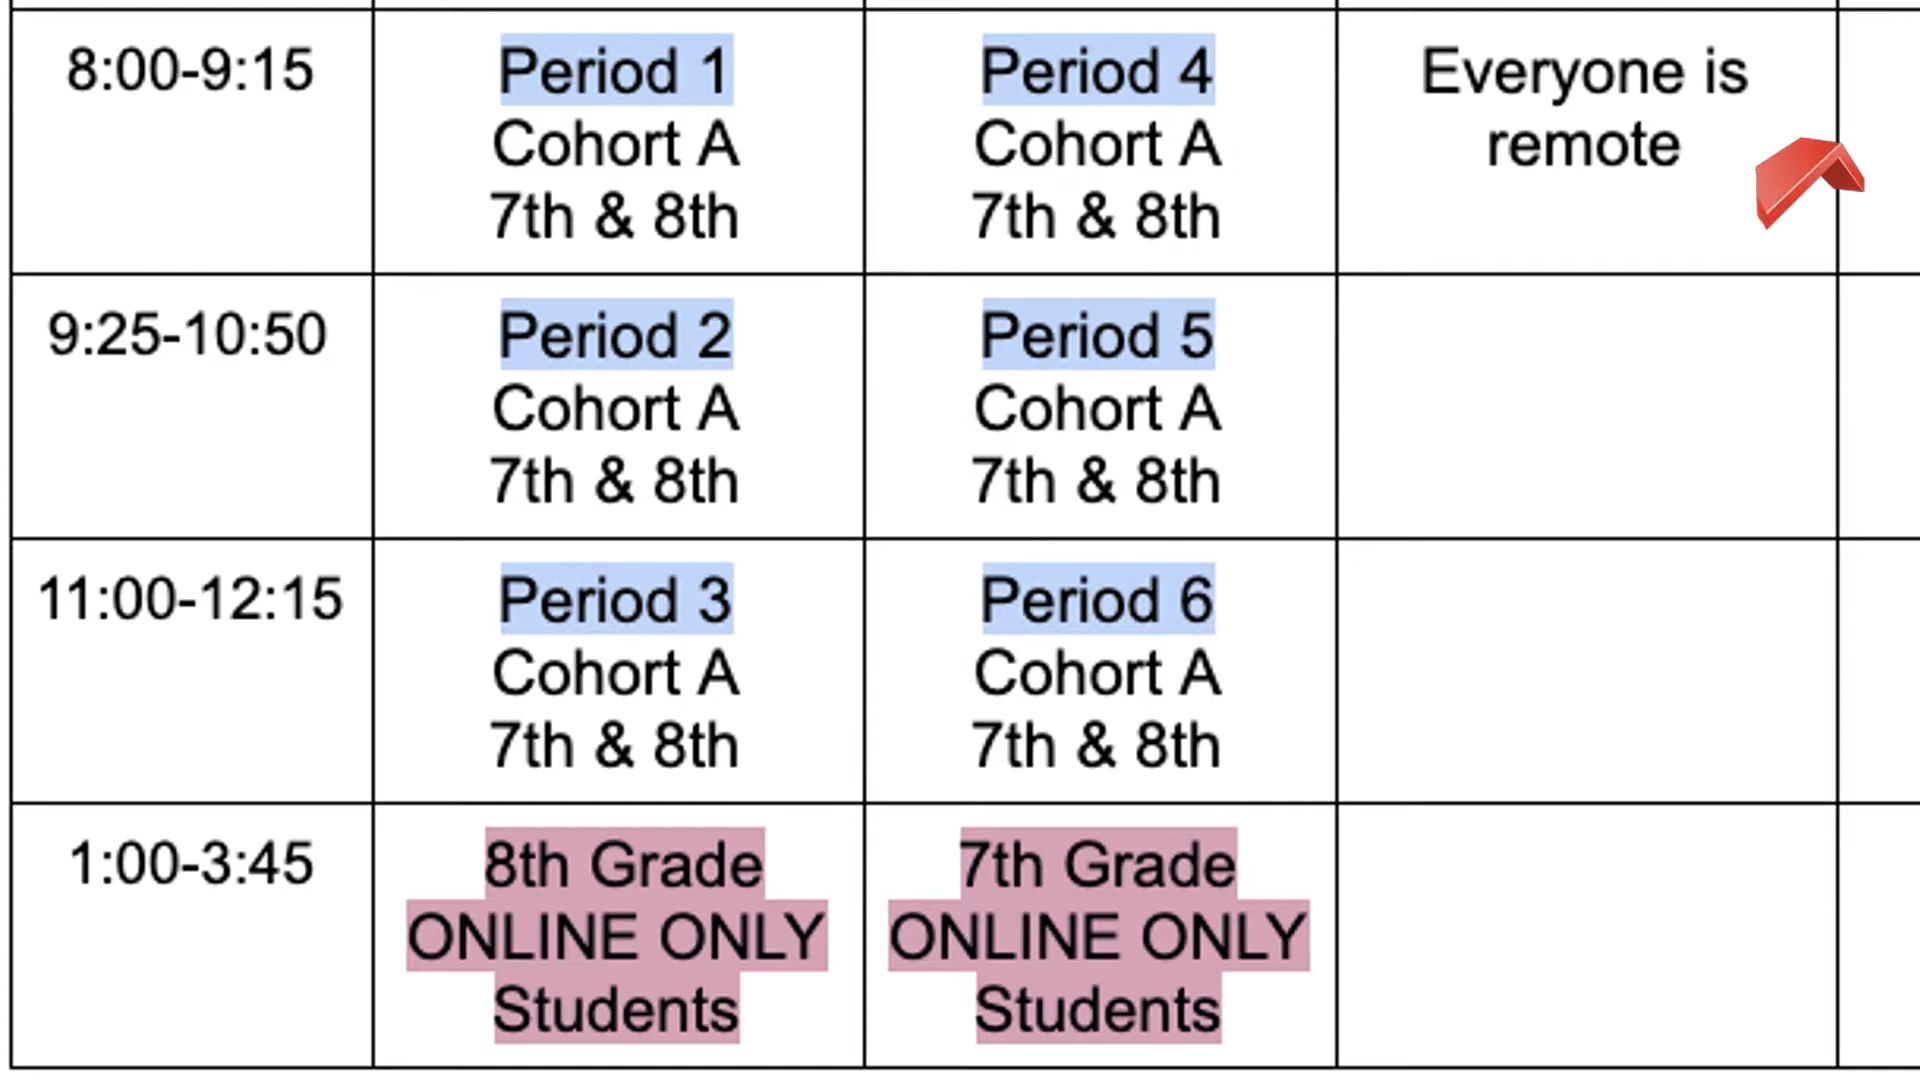 8:00-9:15
Period 1
Cohort A
7th & 8th
Period 4
Cohort A
7th & 8th
Everyone is
remote
9:25-10:50
Period 2
Cohort A
7th & 8th
Period 5
Cohort A
7th & 8th
11:00-12:15
Period 3
Cohort A
7th & 8th
Period 6
Cohort A
7th & 8th
1:00-3:45
8th Grade
ONLINE ONLY
Students
7th Grade
ONLINE ONLY
Students